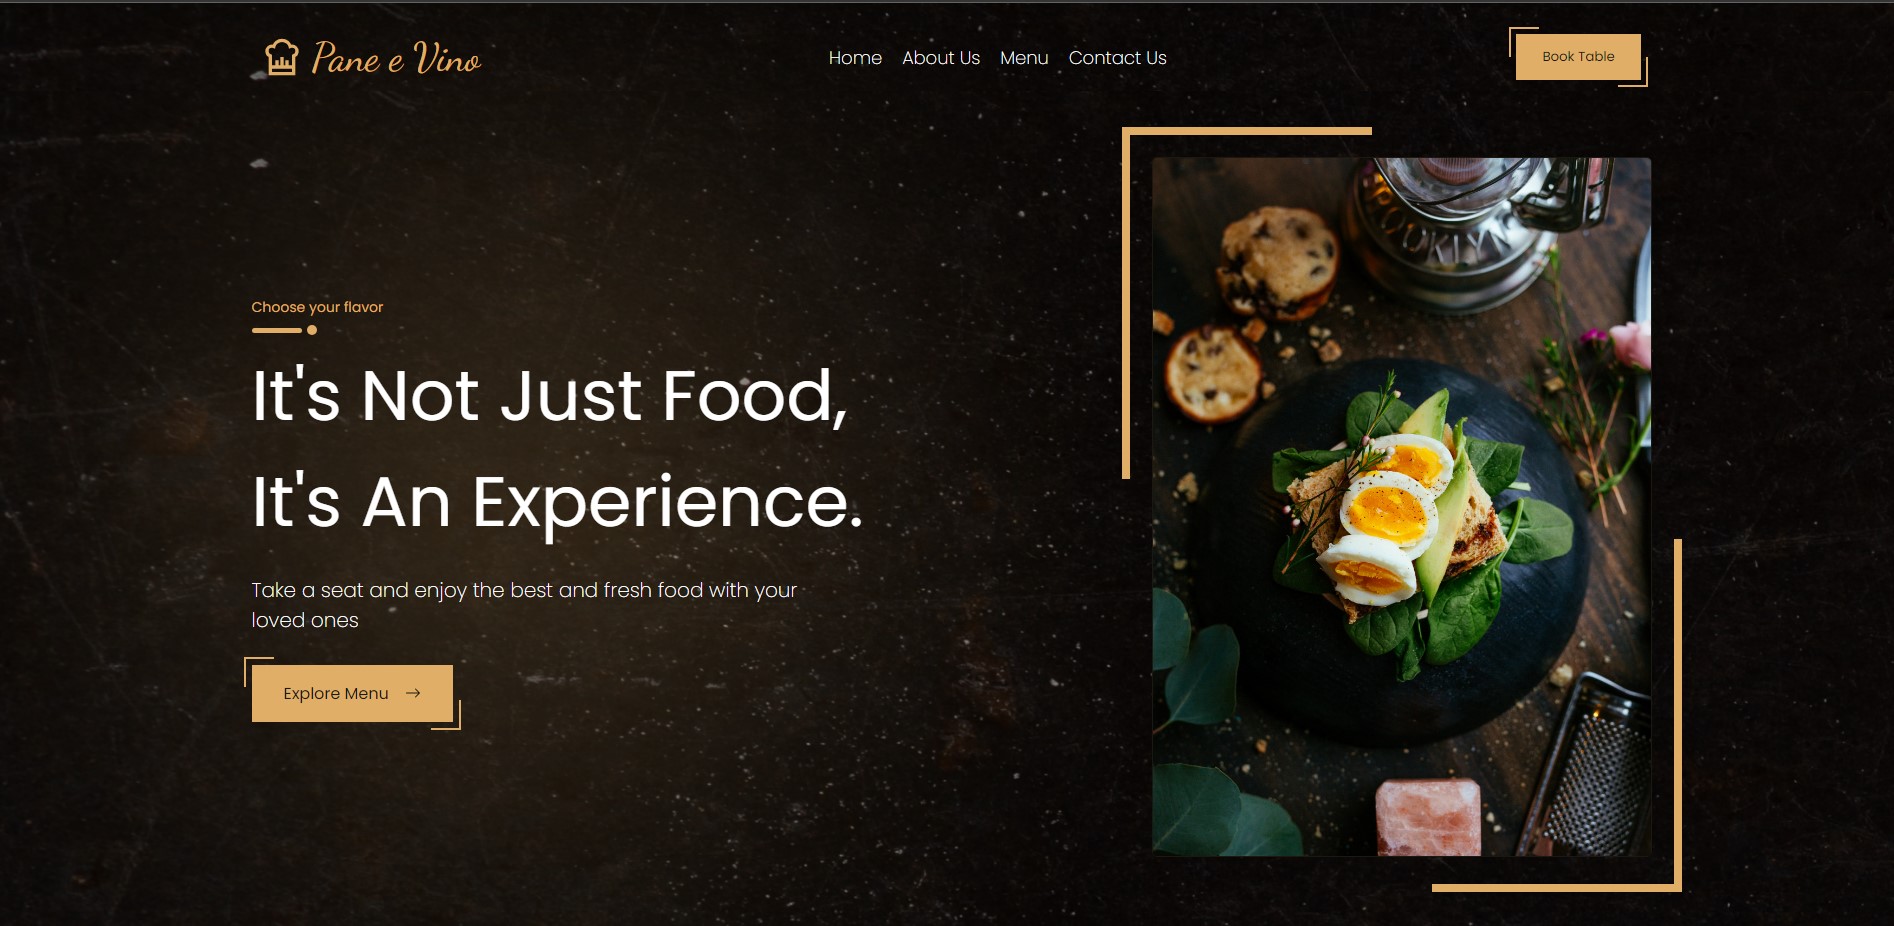 Pane e Vino
Home About Us Menu Contact Us
Book Table
Choose your flavor
It's Not Just Food,
It's An Experience.
Take a seat and enjoy the best and fresh food with your
loved ones
Explore Menu